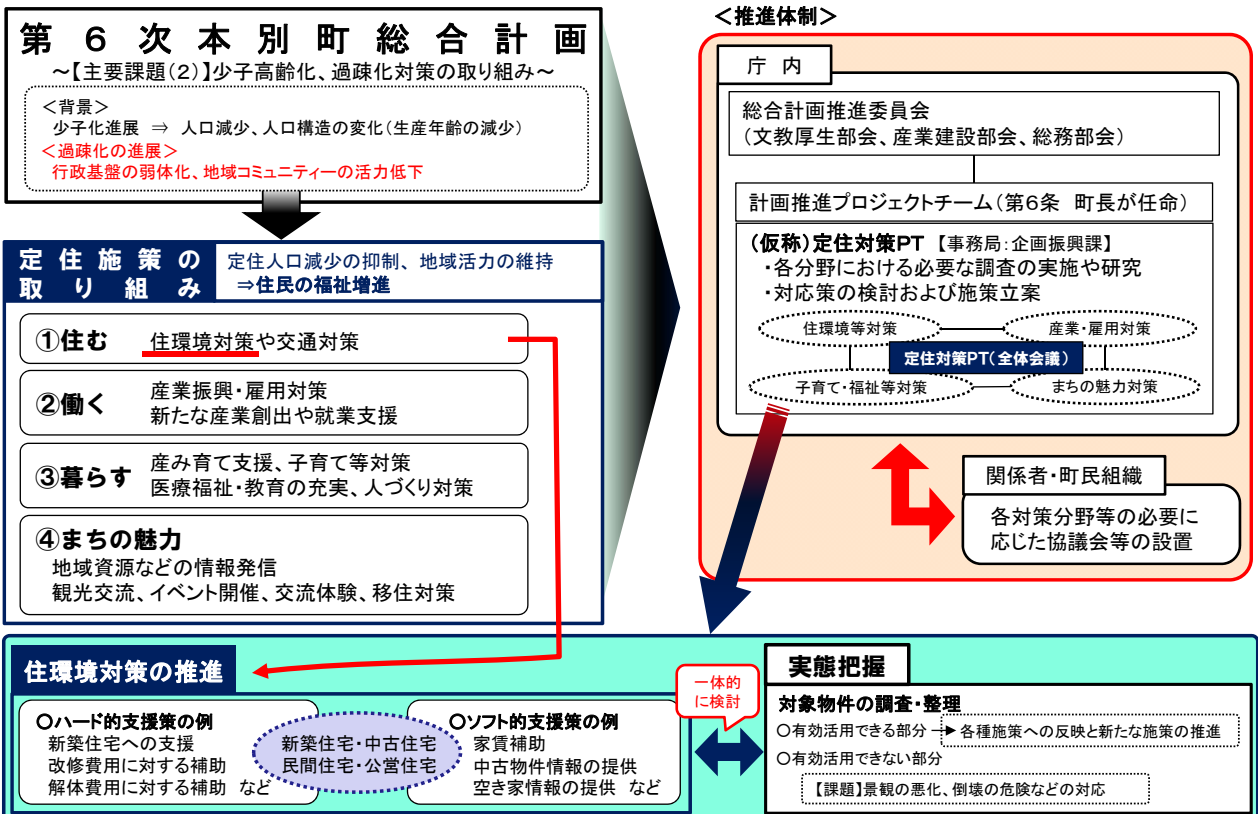 第６次本別町総合計画
～【主要課題（２）】少子高齢化、過疎化対策の取り組み～
＜背景＞
少子化進展 ⇒ 人口減少、人口構造の変化（生産年齢の減少）
＜過疎化の進展＞
行政基盤の弱体化、地域コミュニティーの活力低下
定住施策の
取り組み
定住人口減少の抑制、地域活力の維持
⇒住民の福祉増進
①住む 住環境対策や交通対策
②働く
産業振興・雇用対策
新たな産業創出や就業支援
③暮らす
産み育て支援、子育て等対策
医療福祉・教育の充実、人づくり対策
④まちの魅力
地域資源などの情報発信
観光交流、イベント開催、交流体験、移住対策
＜推進体制＞
庁内
総合計画推進委員会
（文教厚生部会、産業建設部会、総務部会）
計画推進プロジェクトチーム（第６条 町長が任命）
（仮称）定住対策PT 【事務局：企画振興課】
・各分野における必要な調査の実施や研究
・対応策の検討および施策立案
住環境等対策
産業・雇用対策
定住対策PT（全体会議）
子育て・福祉等対策
まちの魅力対策
関係者・町民組織
各対策分野等の必要に
応じた協議会等の設置
住環境対策の推進
○ハード的支援策の例
新築住宅への支援
改修費用に対する補助
解体費用に対する補助 など
新築住宅・中古住宅
民間住宅・公営住宅
○ソフト的支援策の例
家賃補助
中古物件情報の提供
空き家情報の提供 など
一体的
に検討
実態把握
対象物件の調査・整理
○有効活用できる部分
各種施策への反映と新たな施策の推進
○有効活用できない部分
【課題】景観の悪化、倒壊の危険などの対応